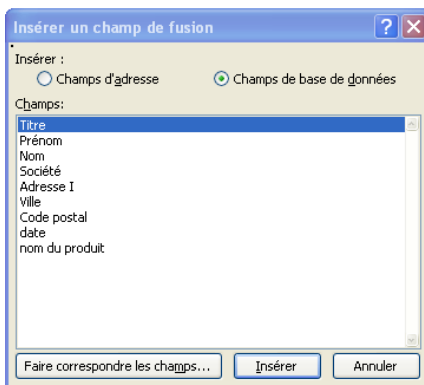 Insérer un champ de fusion
Insérer :
Champs d'adresse Champs de base de données
Champs:
Titre
Prénom
Nom
Société
Adresse I
Ville
Code postal
date
nom du produit
Faire correspondre les champs... Insérer Annuler